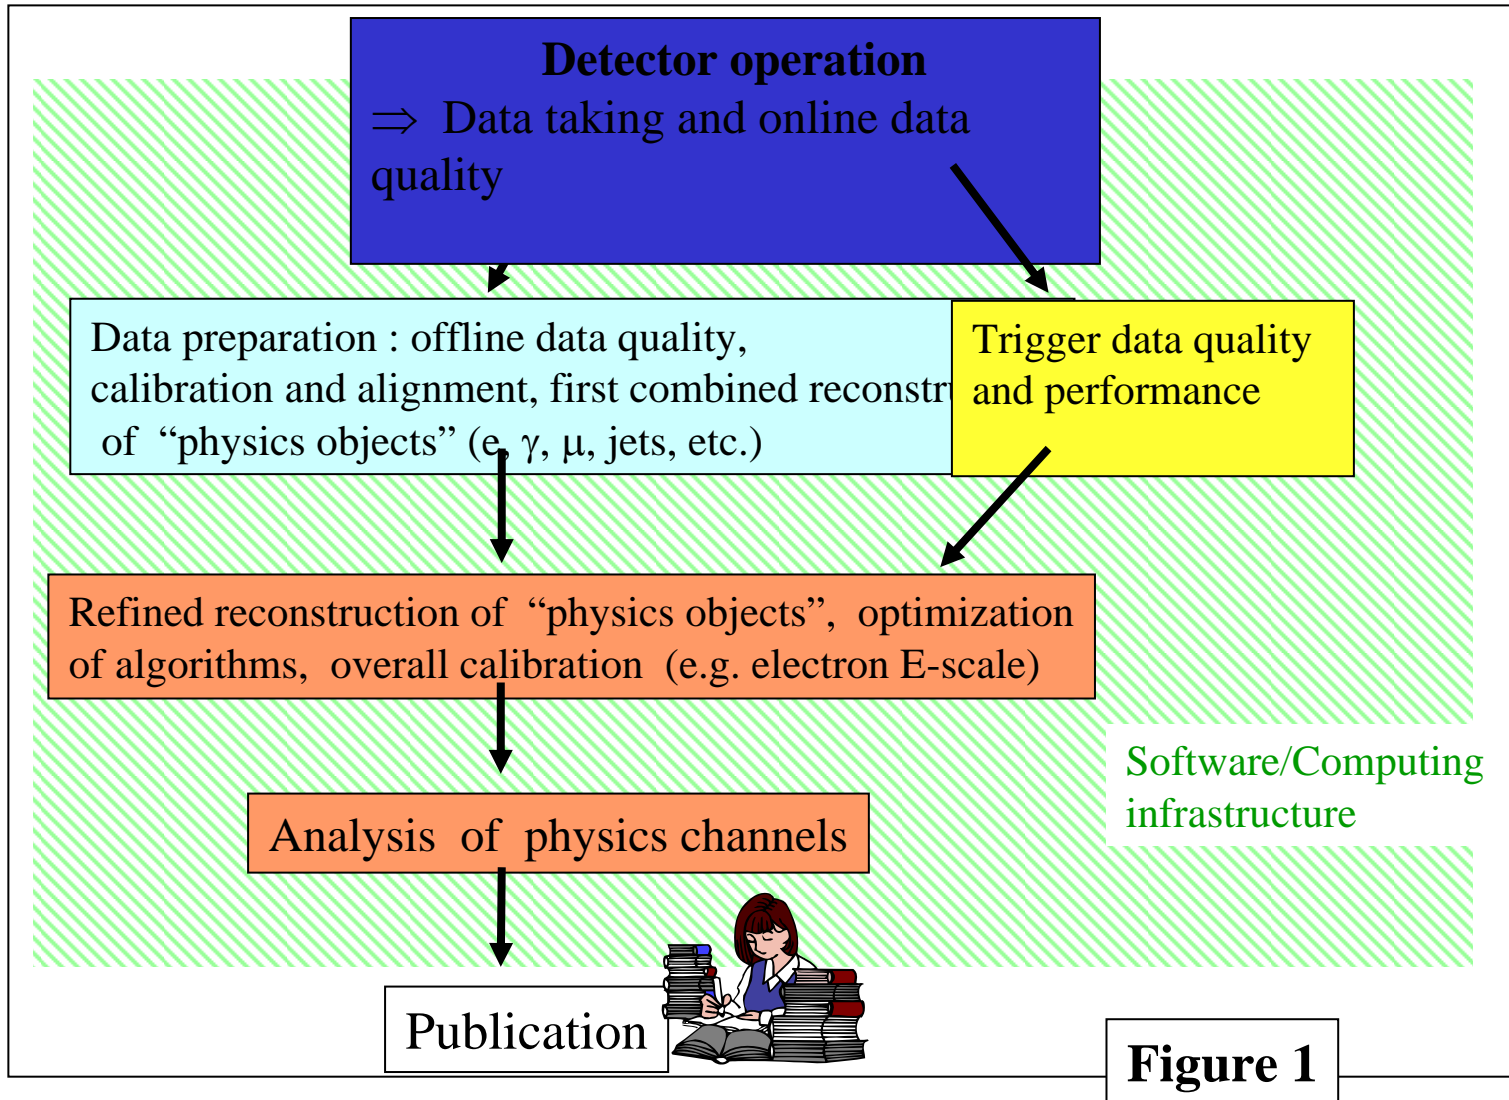 Detector operation
⇒ Data taking and online data
quality
Data preparation : offline data quality,
calibration and alignment, first combined
of “physics objects” (e, γ, μ, jets, etc.)
Trigger data quality
and performance
Refined reconstruction of “physics objects”, optimization
of algorithms, overall calibration (e.g. electron E-scale)
Software/Computing
infrastructure
Analysis of physics channels
Publication
Figure 1